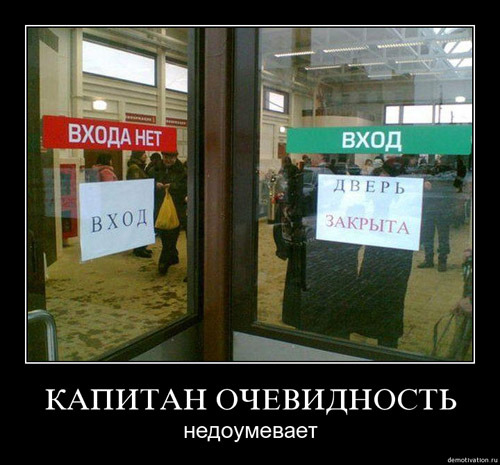 ВХОДА НЕТ
ВХОД
ВХОД
ДВЕРЬ
ЗАКРЫТА
КАПИТАН ОЧЕВИДНОСТЬ
недоумевает
demotivation.ru